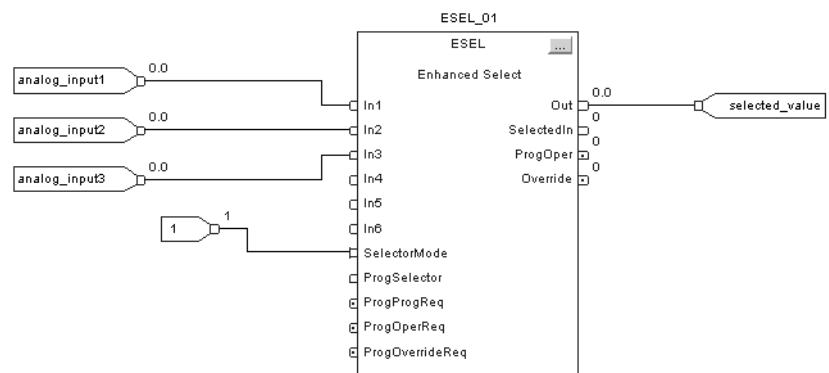 ESEL_01
ESEL
...
Enhanced Select
analog_input1
0.0
In1
Out
0.0
selected_value
analog_input2
0.0
In2
SelectedIn
0
analog_input3
0.0
In3
ProgOper
0
In4
Override
0
In5
In6
1
1
SelectorMode
ProgSelector
ProgProgReq
ProgOperReq
ProgOverrideReq